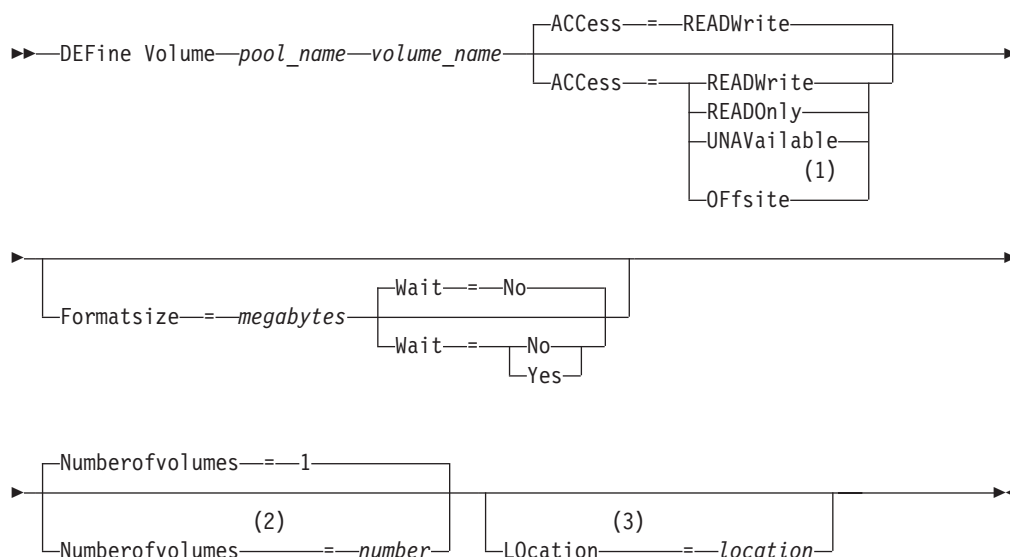 ACCess = READWrite
DEFine Volume pool_name volume_name
ACCess = READWrite
READOnly
UNAVailable
(1)
OFfsite
Wait = No
Formatsize = megabytes
Wait = No
Yes
Numberofvolumes = 1
(2) (3)
Numberofvolumes = number LOcation = location